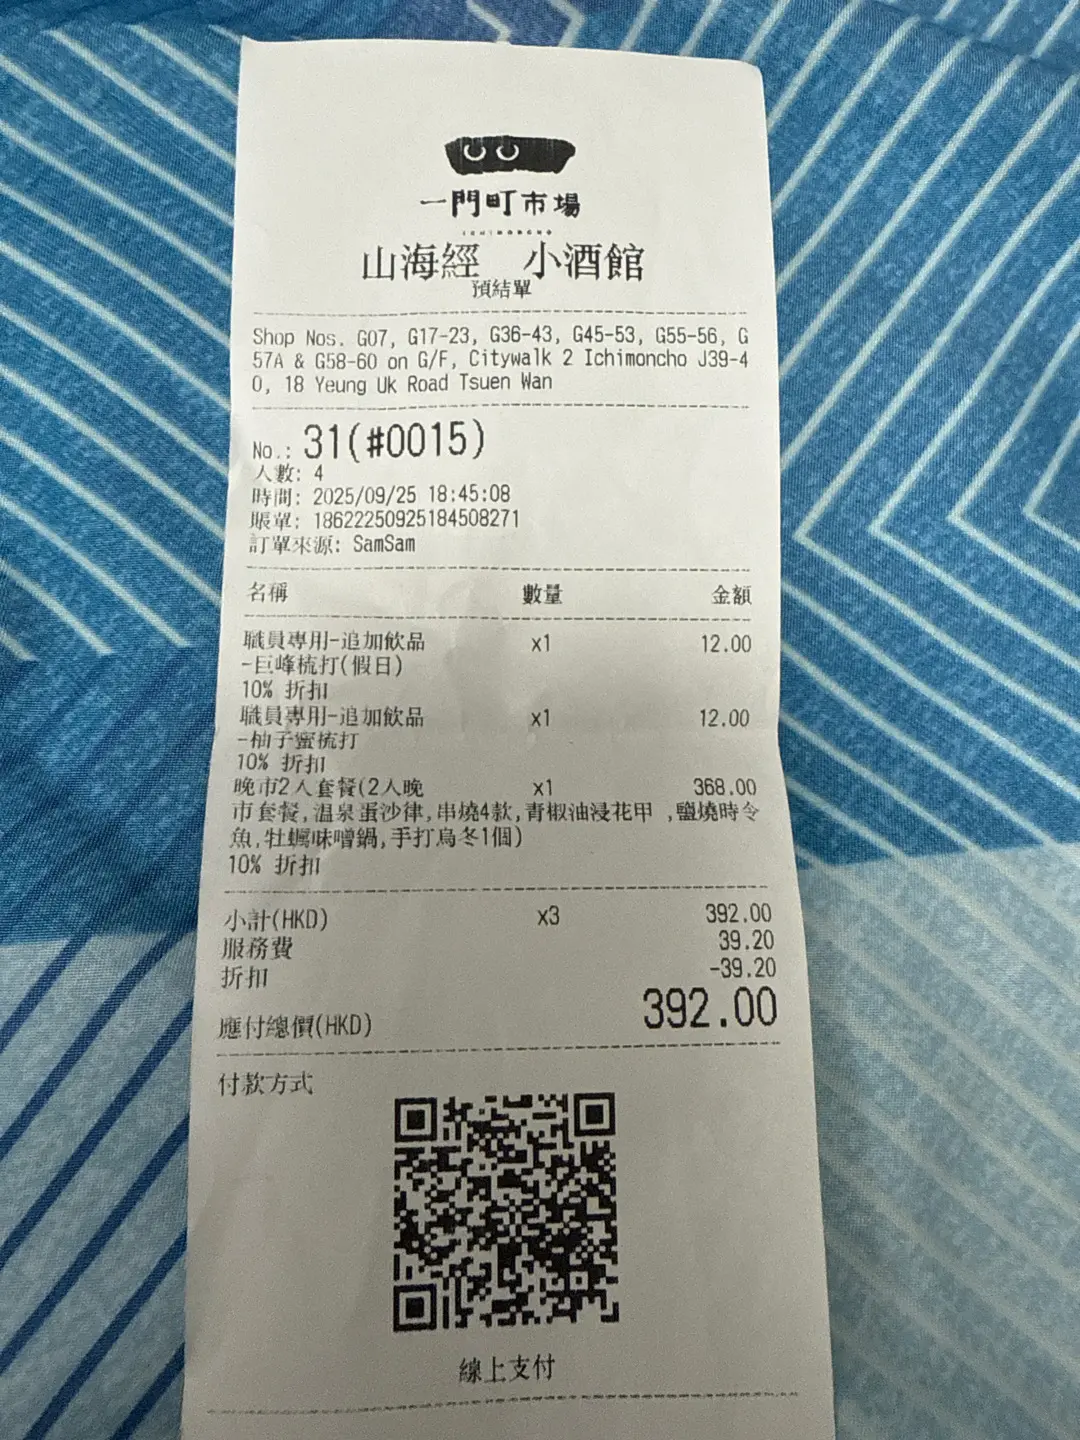 一門町市場
山海經 小酒館
預結單
Shop Nos. G07, G17-23, G36-43, G45-53, G55-56, G
57A & G58-60 on G/F, Citywalk 2 Ichimoncho J39-4
0, 18 Yeung Uk Road Tsuen Wan
No.: 31(#0015)
人數: 4
時間: 2025/09/25 18:45:08
賬單: 18622250925184508271
訂單來源: SamSam
名稱 數量 金額
職員專用-追加飲品 x1 12.00
-巨峰梳打(假日)
10% 折扣
職員專用-追加飲品 x1 12.00
-柚子蜜梳打
10% 折扣
晚市2人套餐(2人晚 x1 368.00
市套餐,溫泉蛋沙律,串燒4款,青椒油浸花甲 ,鹽燒時令
魚,牡蠣味噌鍋,手打烏冬1個)
10% 折扣
小計(HKD) x3 392.00
服務費 39.20
折扣 -39.20
應付總價(HKD) 392.00
付款方式
線上支付